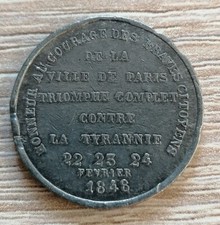 HONNEUR AU COURAGE DES BRAVES CITOYENS
DE LA
VILLE DE PARIS
TRIOMPHE COMPLET
CONTRE
LA TYRANNIE
22 23 24
FEVRIER
1848